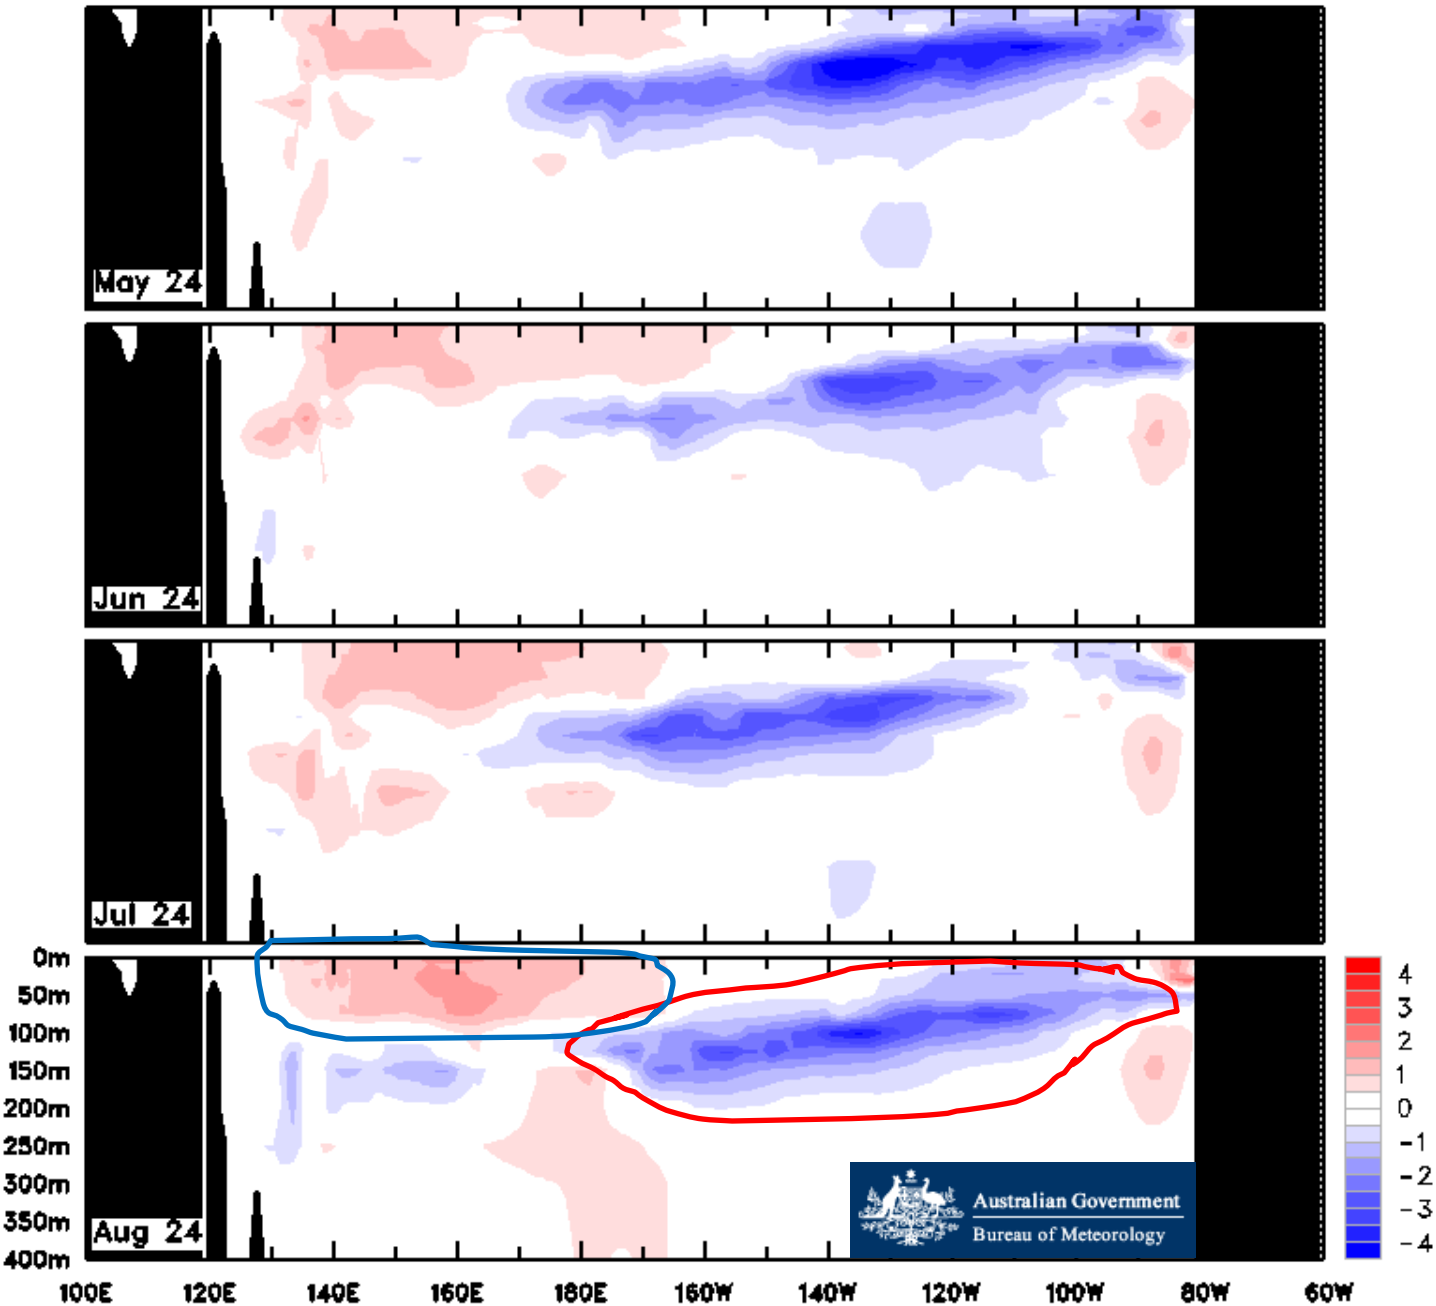 May 24
Jun 24
Jul 24
0m
50m
100m
150m
200m
250m
300m
350m
400m
Aug 24
4
3
2
1
0
-1
-2
-3
-4
Australian Government
Bureau of Meteorology
100E 120E 140E 160E 180E 160W 140W 120W 100W 80W 60W